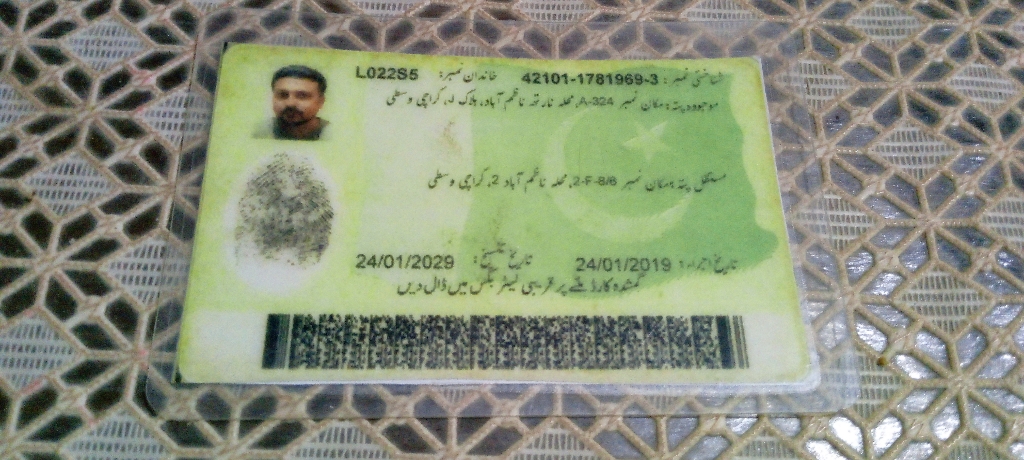 شناختی نمبر: 42101-1781969-3 خاندان نمبر: L022S5
موجودہ پتہ: مکان نمبر A-324، محلہ نارتھ ناظم آباد، بلاک L، کراچی وسطی
مستقل پتہ: مکان نمبر 2-F-8/6، محلہ ناظم آباد 2، کراچی وسطی
تاریخ اجراء: 24/01/2019 تاریخ تنسیخ: 24/01/2029
گمشدہ کارڈ ملنے پر قریبی لیٹر بکس میں ڈال دیں